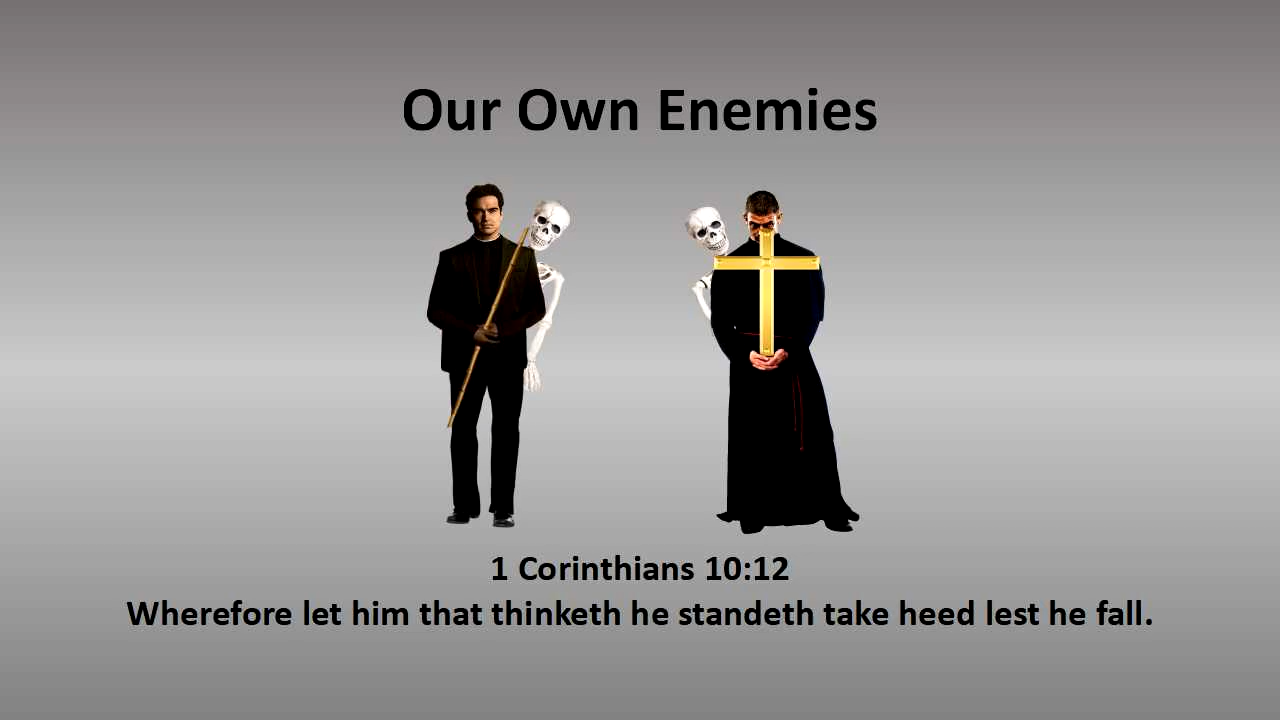 Our Own Enemies
1 Corinthians 10:12
Wherefore let him that thinketh he standeth take heed lest he fall.